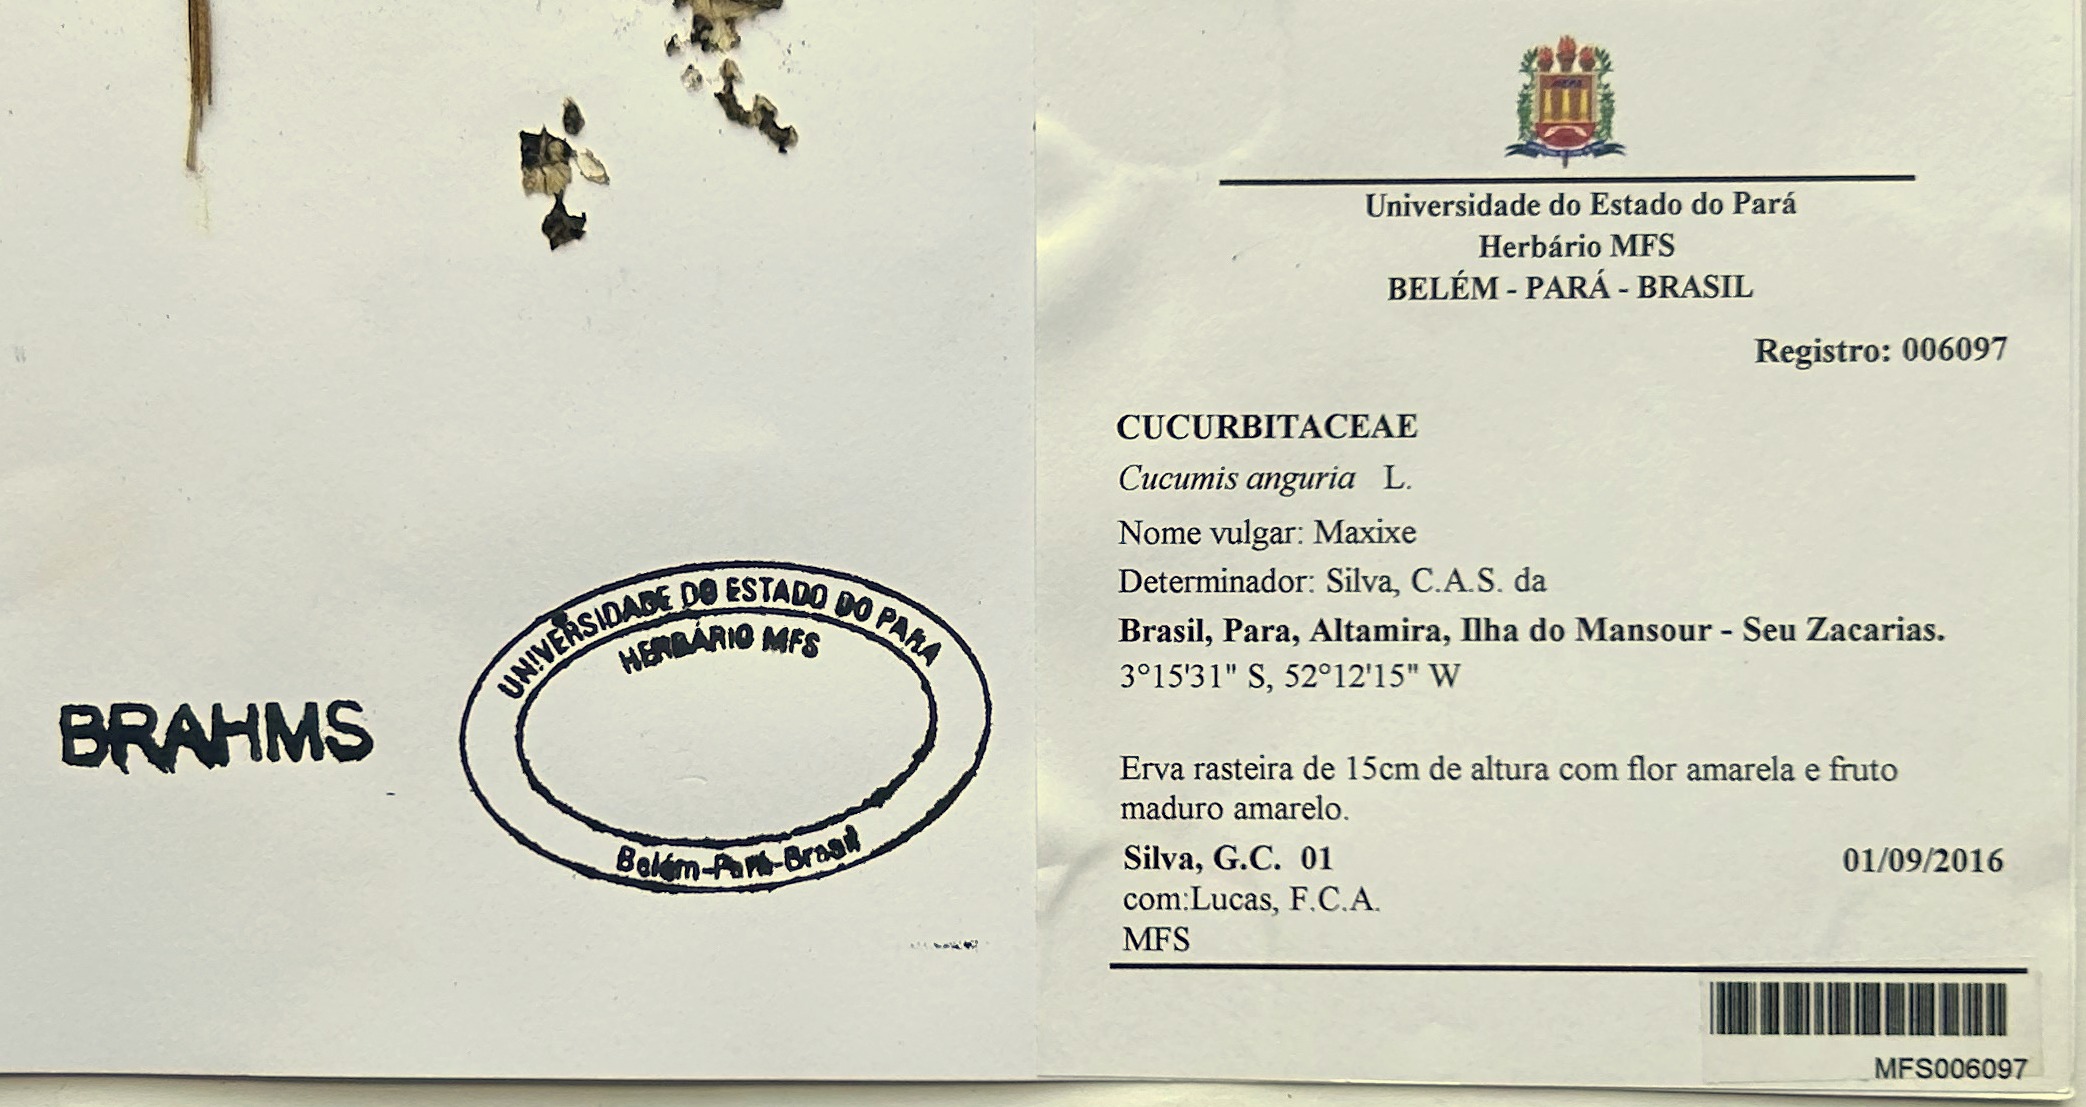 Universidade do Estado do Pará
Herbário MFS
BELÉM - PARÁ - BRASIL
Registro: 006097
CUCURBITACEAE
Cucumis anguria L.
Nome vulgar: Maxixe
Determinador: Silva, C.A.S. da
Brasil, Para, Altamira, Ilha do Mansour - Seu Zacarias.
3°15'31" S, 52°12'15" W
Erva rasteira de 15cm de altura com flor amarela e fruto
maduro amarelo.
Silva, G.C. 01 01/09/2016
com:Lucas, F.C.A.
MFS
MFS006097
BRAHMS
UNIVERSIDADE DO ESTADO DO PARA
HERBÁRIO MFS
Belém-Pará-Brasil